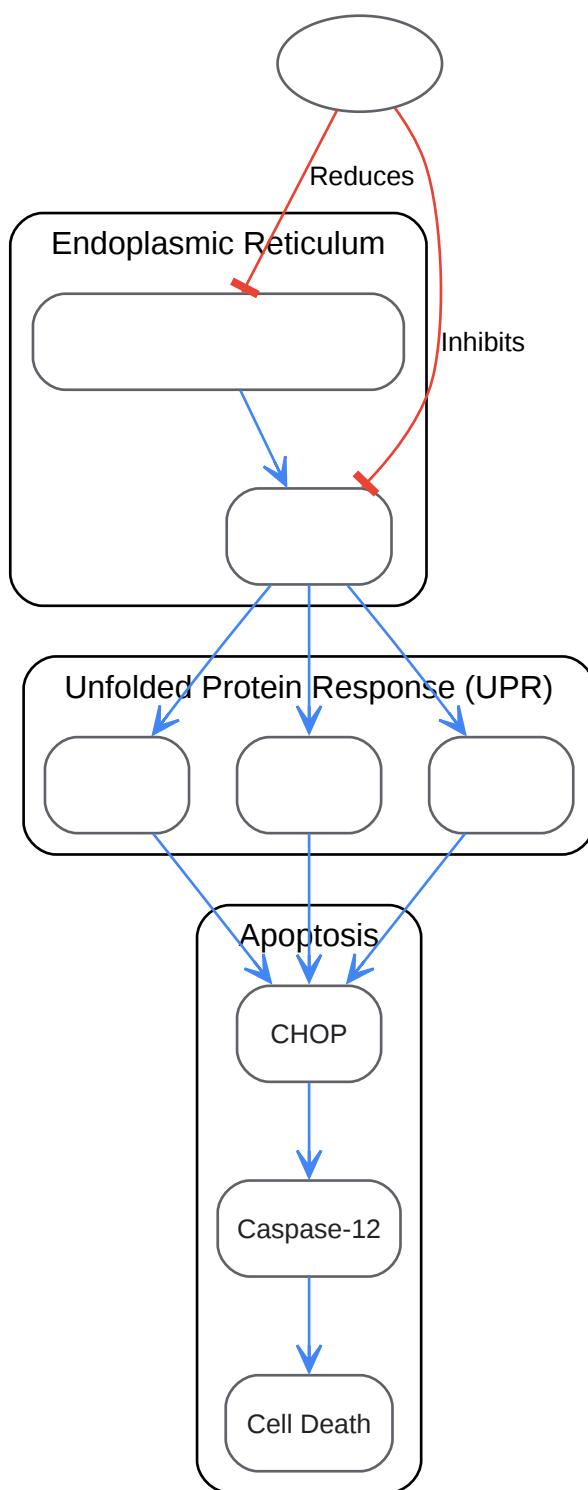 Reduces
Endoplasmic Reticulum
Inhibits
Unfolded Protein Response (UPR)
Apoptosis
CHOP
Caspase-12
Cell Death